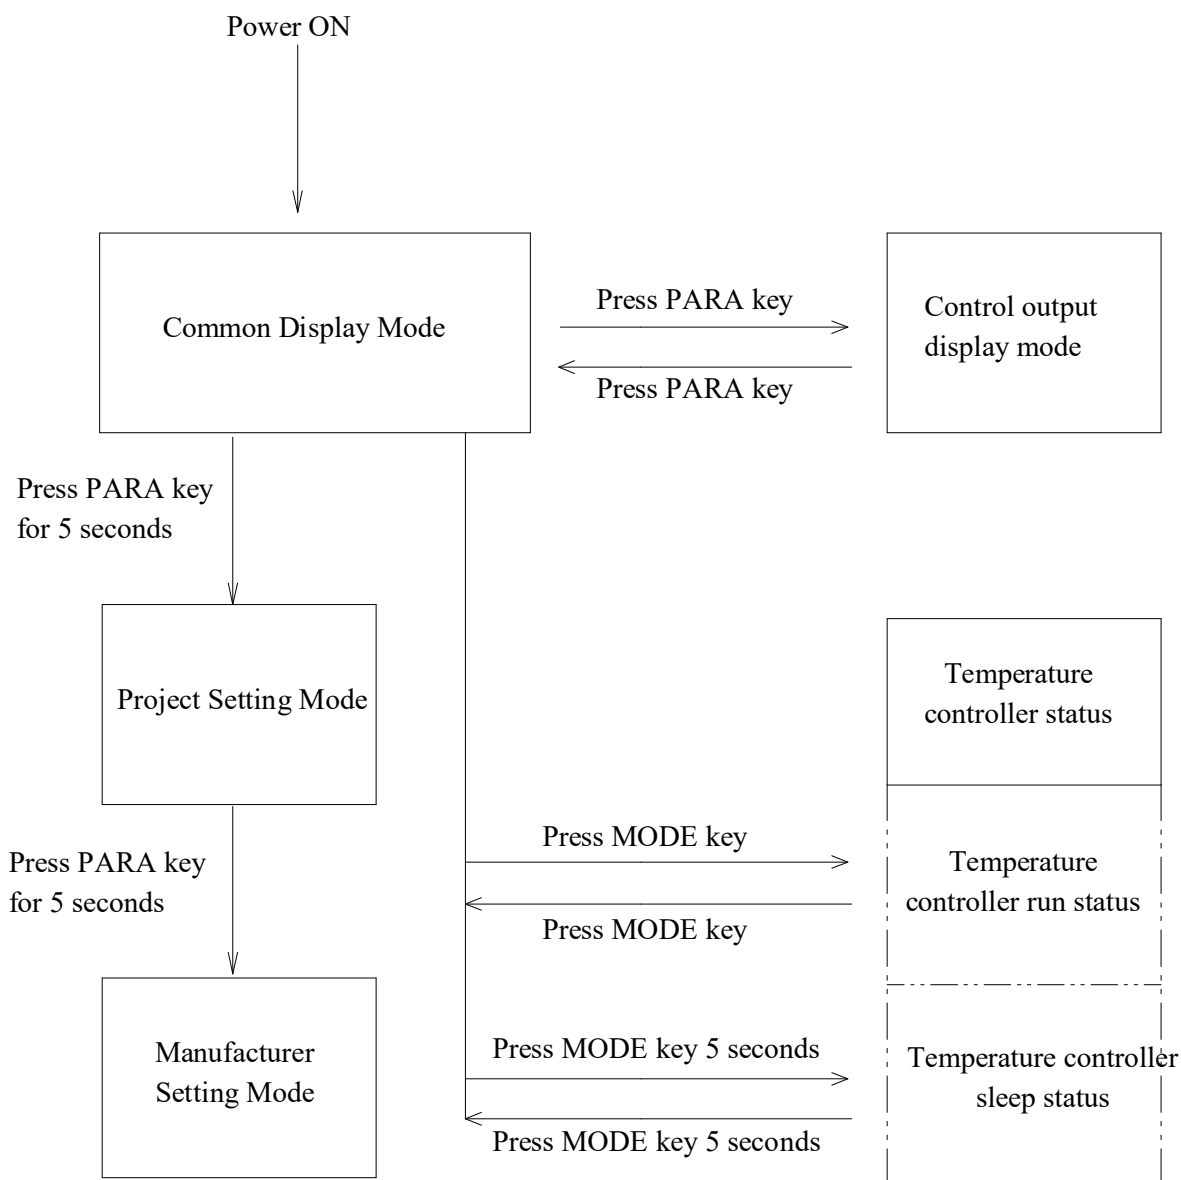 Power ON
Common Display Mode
Press PARA key
Press PARA key
Control output
display mode
Press PARA key
for 5 seconds
Project Setting Mode
Temperature
controller status
Press PARA key
for 5 seconds
Press MODE key
Press MODE key
Temperature
controller run status
Manufacturer
Setting Mode
Press MODE key 5 seconds
Press MODE key 5 seconds
Temperature controller
sleep status